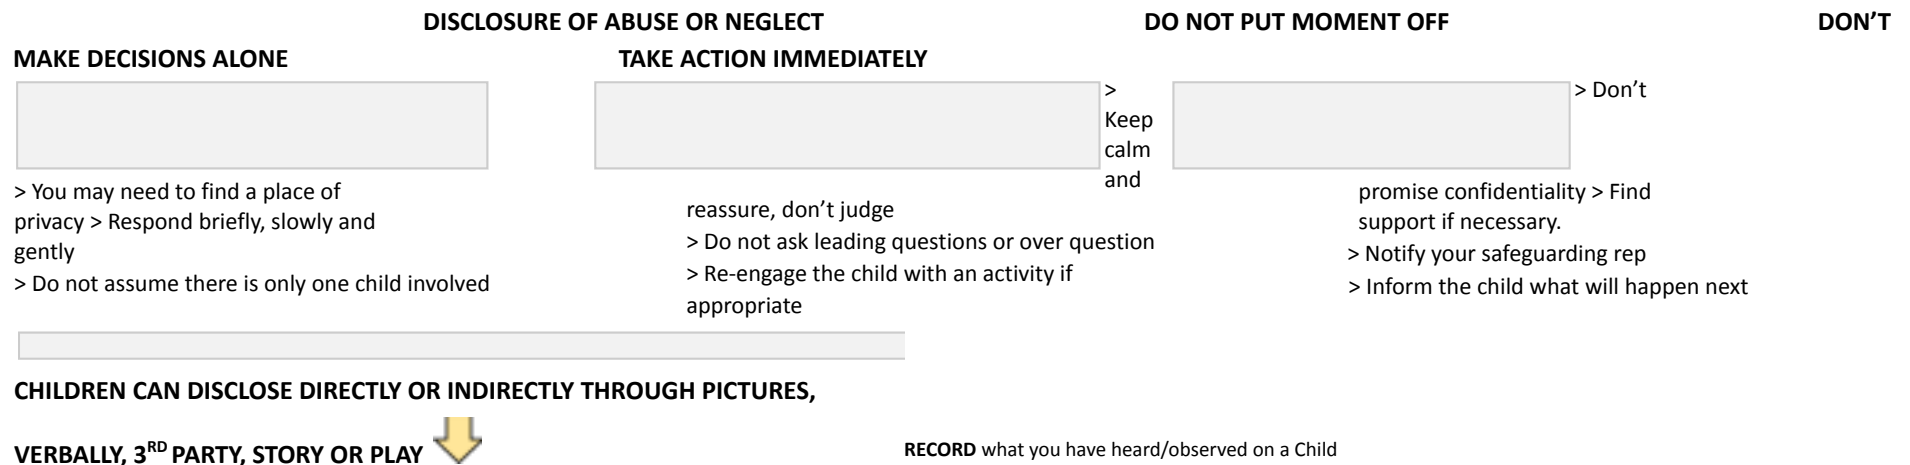 DISCLOSURE OF ABUSE OR NEGLECT DO NOT PUT MOMENT OFF DON’T
MAKE DECISIONS ALONE TAKE ACTION IMMEDIATELY
> You may need to find a place of
privacy > Respond briefly, slowly and
gently
> Do not assume there is only one child involved
>
Keep
calm
and
reassure, don’t judge
> Do not ask leading questions or over question
> Re-engage the child with an activity if
appropriate
> Don’t
promise confidentiality > Find
support if necessary.
> Notify your safeguarding rep
> Inform the child what will happen next
CHILDREN CAN DISCLOSE DIRECTLY OR INDIRECTLY THROUGH PICTURES,
VERBALLY, 3RD PARTY, STORY OR PLAY
RECORD what you have heard/observed on a Child